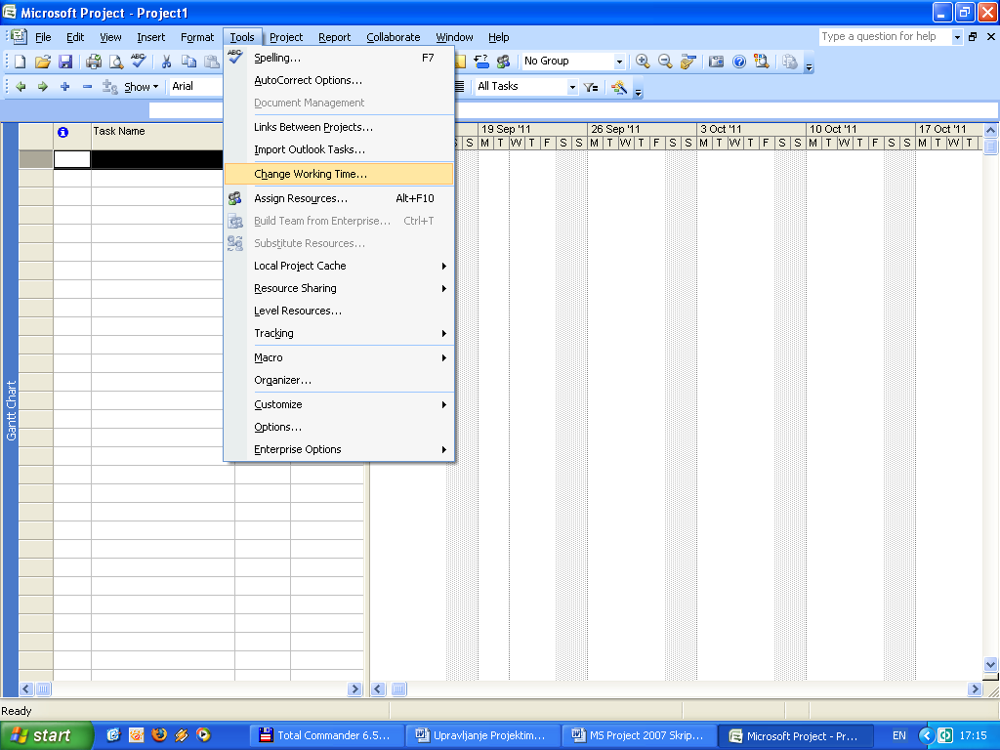 Microsoft Project - Project1
File Edit View Insert Format Tools Project Report Collaborate Window Help
Type a question for help
No Group
Show
Arial
All Tasks
Spelling... F7
AutoCorrect Options...
Document Management
Links Between Projects...
Import Outlook Tasks...
Change Working Time...
Assign Resources... Alt+F10
Build Team from Enterprise... Ctrl+T
Substitute Resources...
Local Project Cache
Resource Sharing
Level Resources...
Tracking
Macro
Organizer...
Customize
Options...
Enterprise Options
Task Name
19 Sep '11 26 Sep '11 3 Oct '11 10 Oct '11 17 Oct '11
S S M T W T F S S M T W T F S S M T W T F S S M T W T F S S M T W T
Gantt Chart
Ready
start
Total Commander 6.5...
Upravljanje Projektim...
MS Project 2007 Skrip...
Microsoft Project - Pr...
EN
17:15